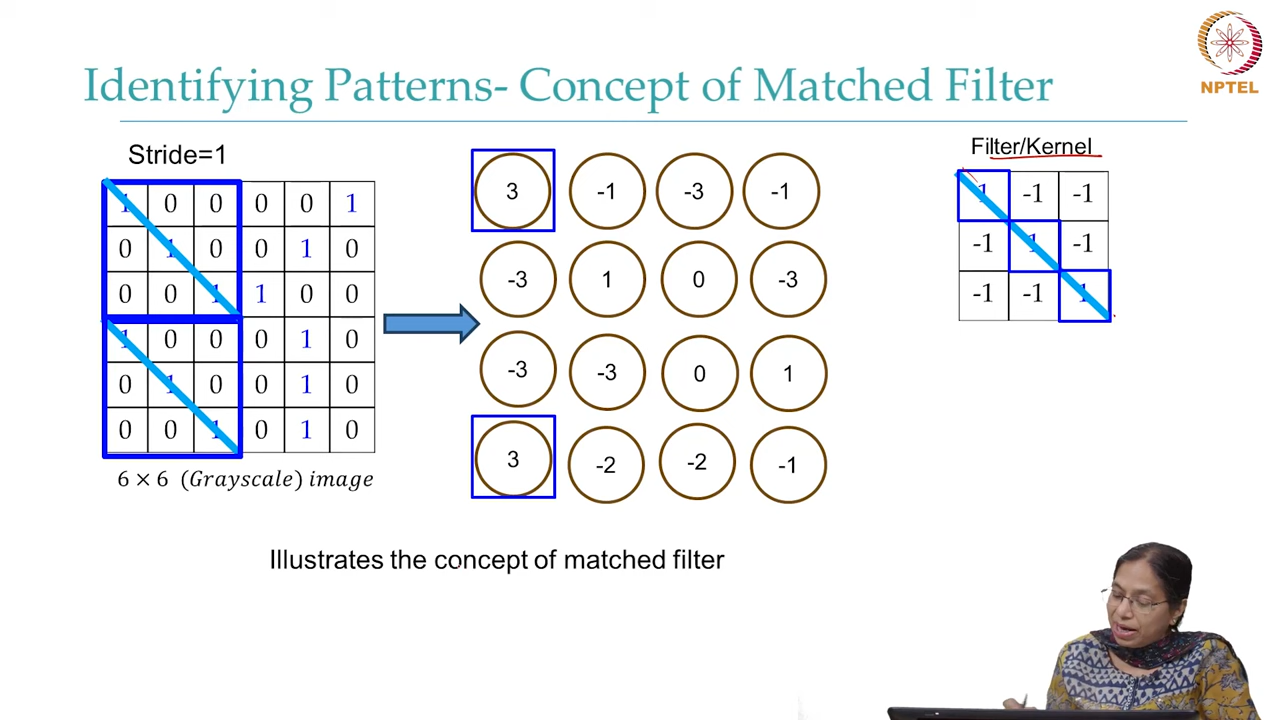 NPTEL
Identifying Patterns- Concept of Matched Filter
Stride=1
1 0 0 0 0 1
0 1 0 0 1 0
0 0 1 1 0 0
1 0 0 0 1 0
0 1 0 0 1 0
0 0 1 0 1 0
6 × 6 (Grayscale) image
3 -1 -3 -1
-3 1 0 -3
-3 -3 0 1
3 -2 -2 -1
Filter/Kernel
1 -1 -1
-1 1 -1
-1 -1 1
Illustrates the concept of matched filter